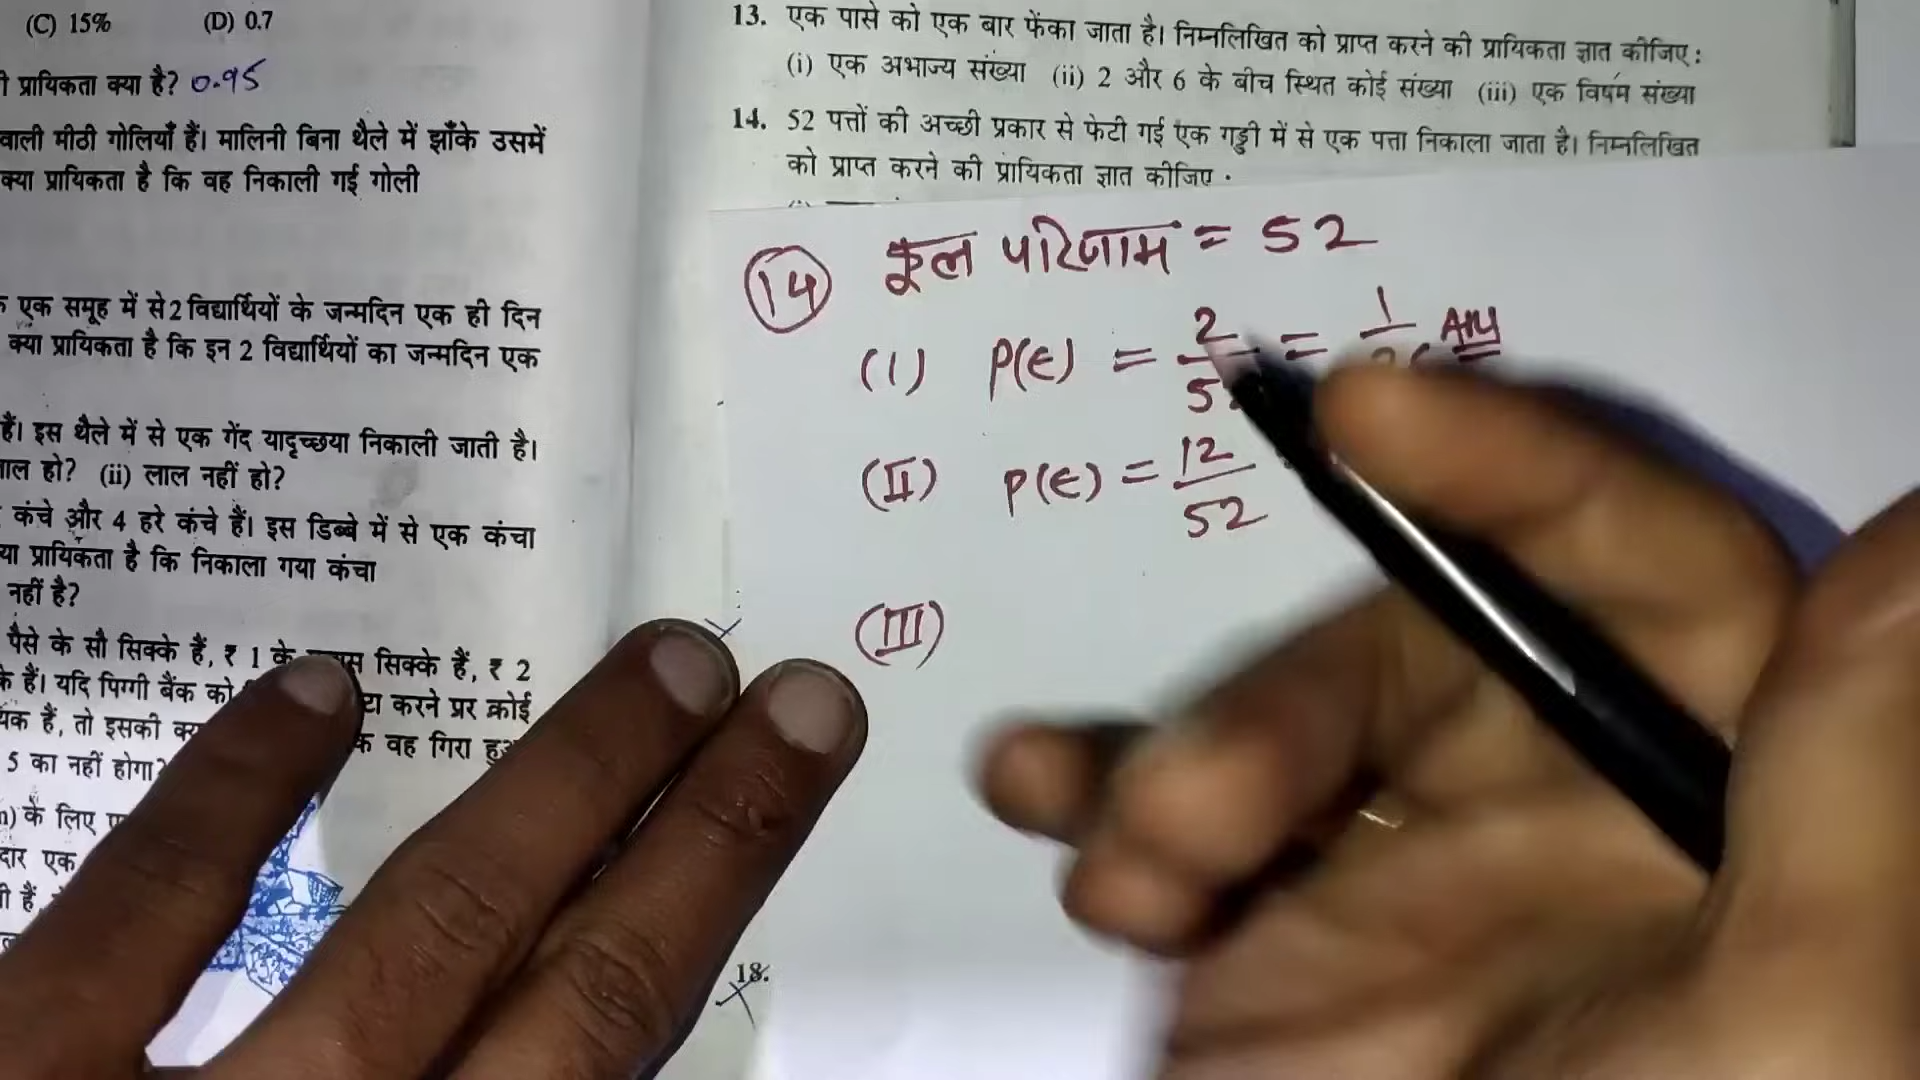 (C) 15% (D) 0.7
प्रायिकता क्या है? 0.95
वाली मीठी गोलियाँ हैं। मालिनी बिना थैले में झाँके उसमें
क्या प्रायिकता है कि वह निकाली गई गोली
एक समूह में से 2 विद्यार्थियों के जन्मदिन एक ही दिन
क्या प्रायिकता है कि इन 2 विद्यार्थियों का जन्मदिन एक
हैं। इस थैले में से एक गेंद यादृच्छया निकाली जाती है।
हो? (ii) लाल नहीं हो?
कंचे और 4 हरे कंचे हैं। इस डिब्बे में से एक कंचा
प्रायिकता है कि निकाला गया कंचा
नहीं है?
पैसे के सौ सिक्के हैं, ₹ 1 के सिक्के हैं, ₹ 2
हैं। यदि पिग्गी बैंक को करने पर कोई
हैं, तो इसकी वह गिरा
5 का नहीं होगा?
के लिए
एक
13. एक पासे को एक बार फेंका जाता है। निम्नलिखित को प्राप्त करने की प्रायिकता ज्ञात कीजिए:
(i) एक अभाज्य संख्या (ii) 2 और 6 के बीच स्थित कोई संख्या (iii) एक विषम संख्या
14. 52 पत्तों की अच्छी प्रकार से फेटी गई एक गड्डी में से एक पत्ता निकाला जाता है। निम्नलिखित
को प्राप्त करने की प्रायिकता ज्ञात कीजिए
(14) कुल परिणाम = 52
(I) P(E) = 2/5 = 1/ Ans
(II) P(E) = 12/52
(III)
18.